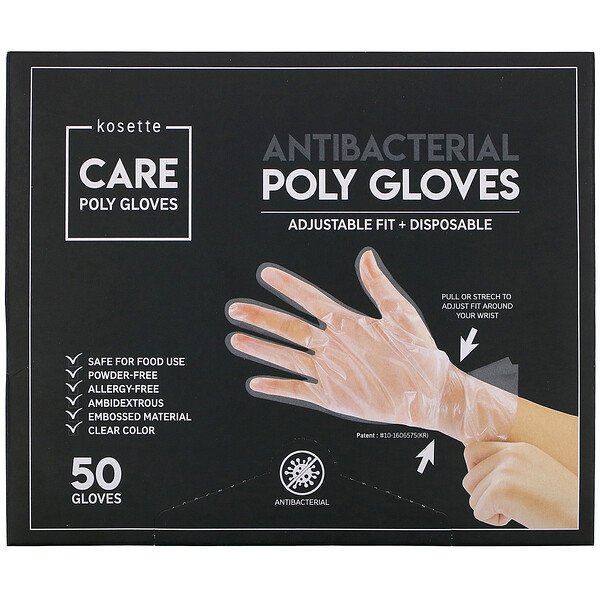 kosette
CARE
POLY GLOVES
ANTIBACTERIAL
POLY GLOVES
ADJUSTABLE FIT + DISPOSABLE
PULL OR STRECH TO
ADJUST FIT AROUND
YOUR WRIST
SAFE FOR FOOD USE
POWDER-FREE
ALLERGY-FREE
AMBIDEXTROUS
EMBOSSED MATERIAL
CLEAR COLOR
Patent : #10-1606575(KR)
50
GLOVES
ANTIBACTERIAL